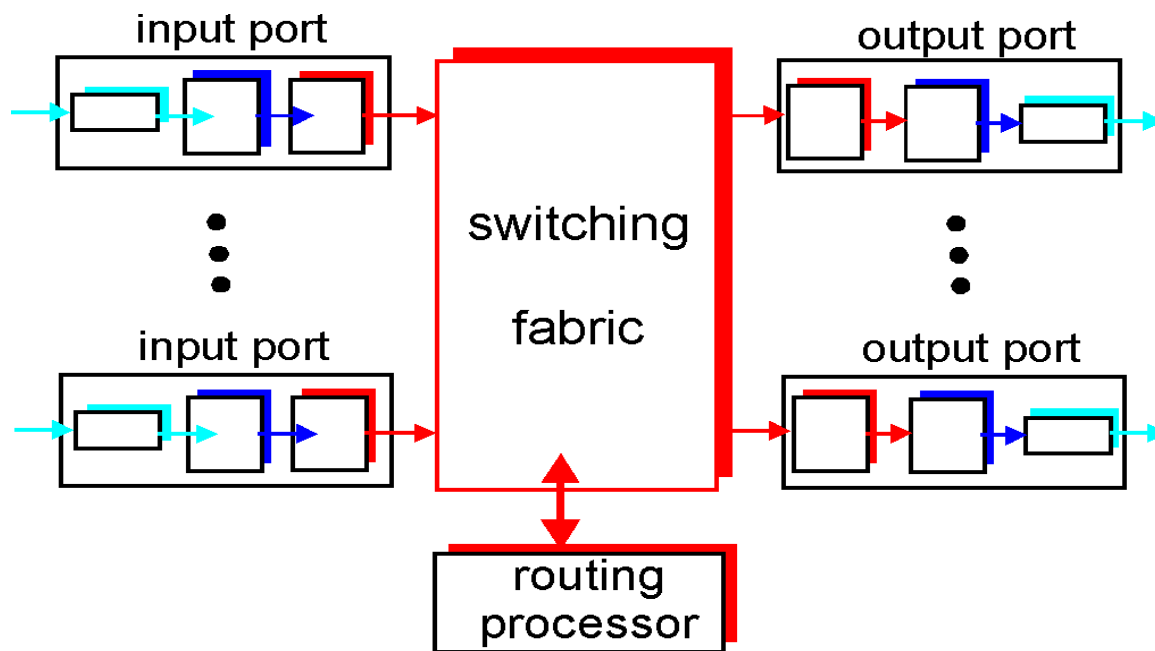 input port
output port
switching
fabric
input port
output port
routing
processor